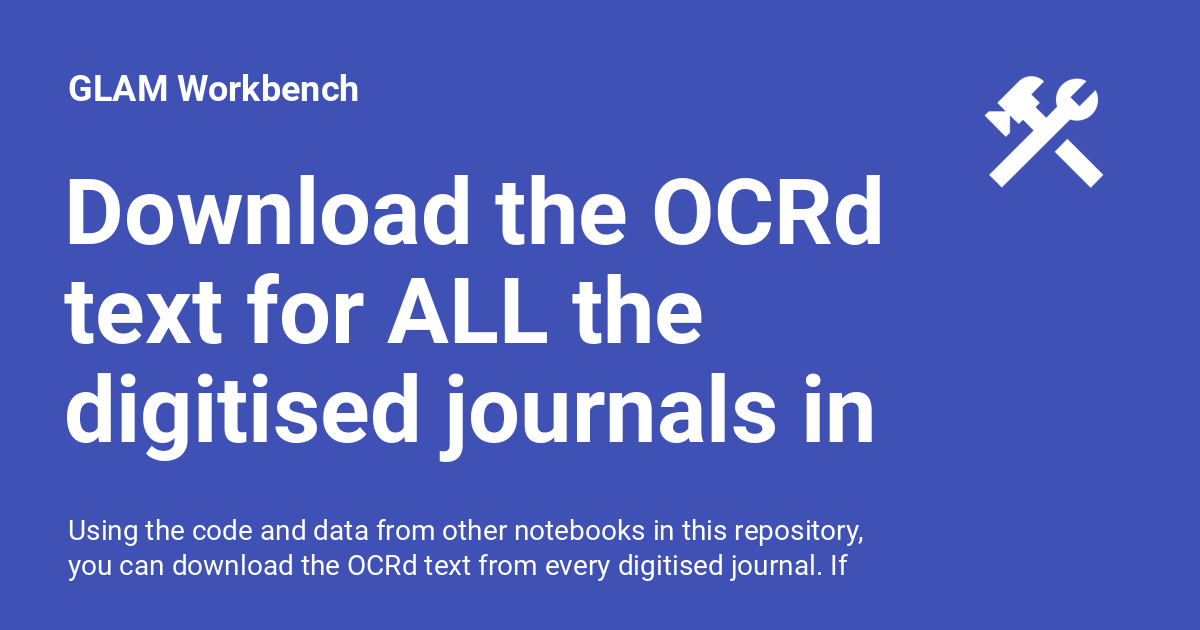 GLAM Workbench
Download the OCRd
text for ALL the
digitised journals in
Using the code and data from other notebooks in this repository,
you can download the OCRd text from every digitised journal. If